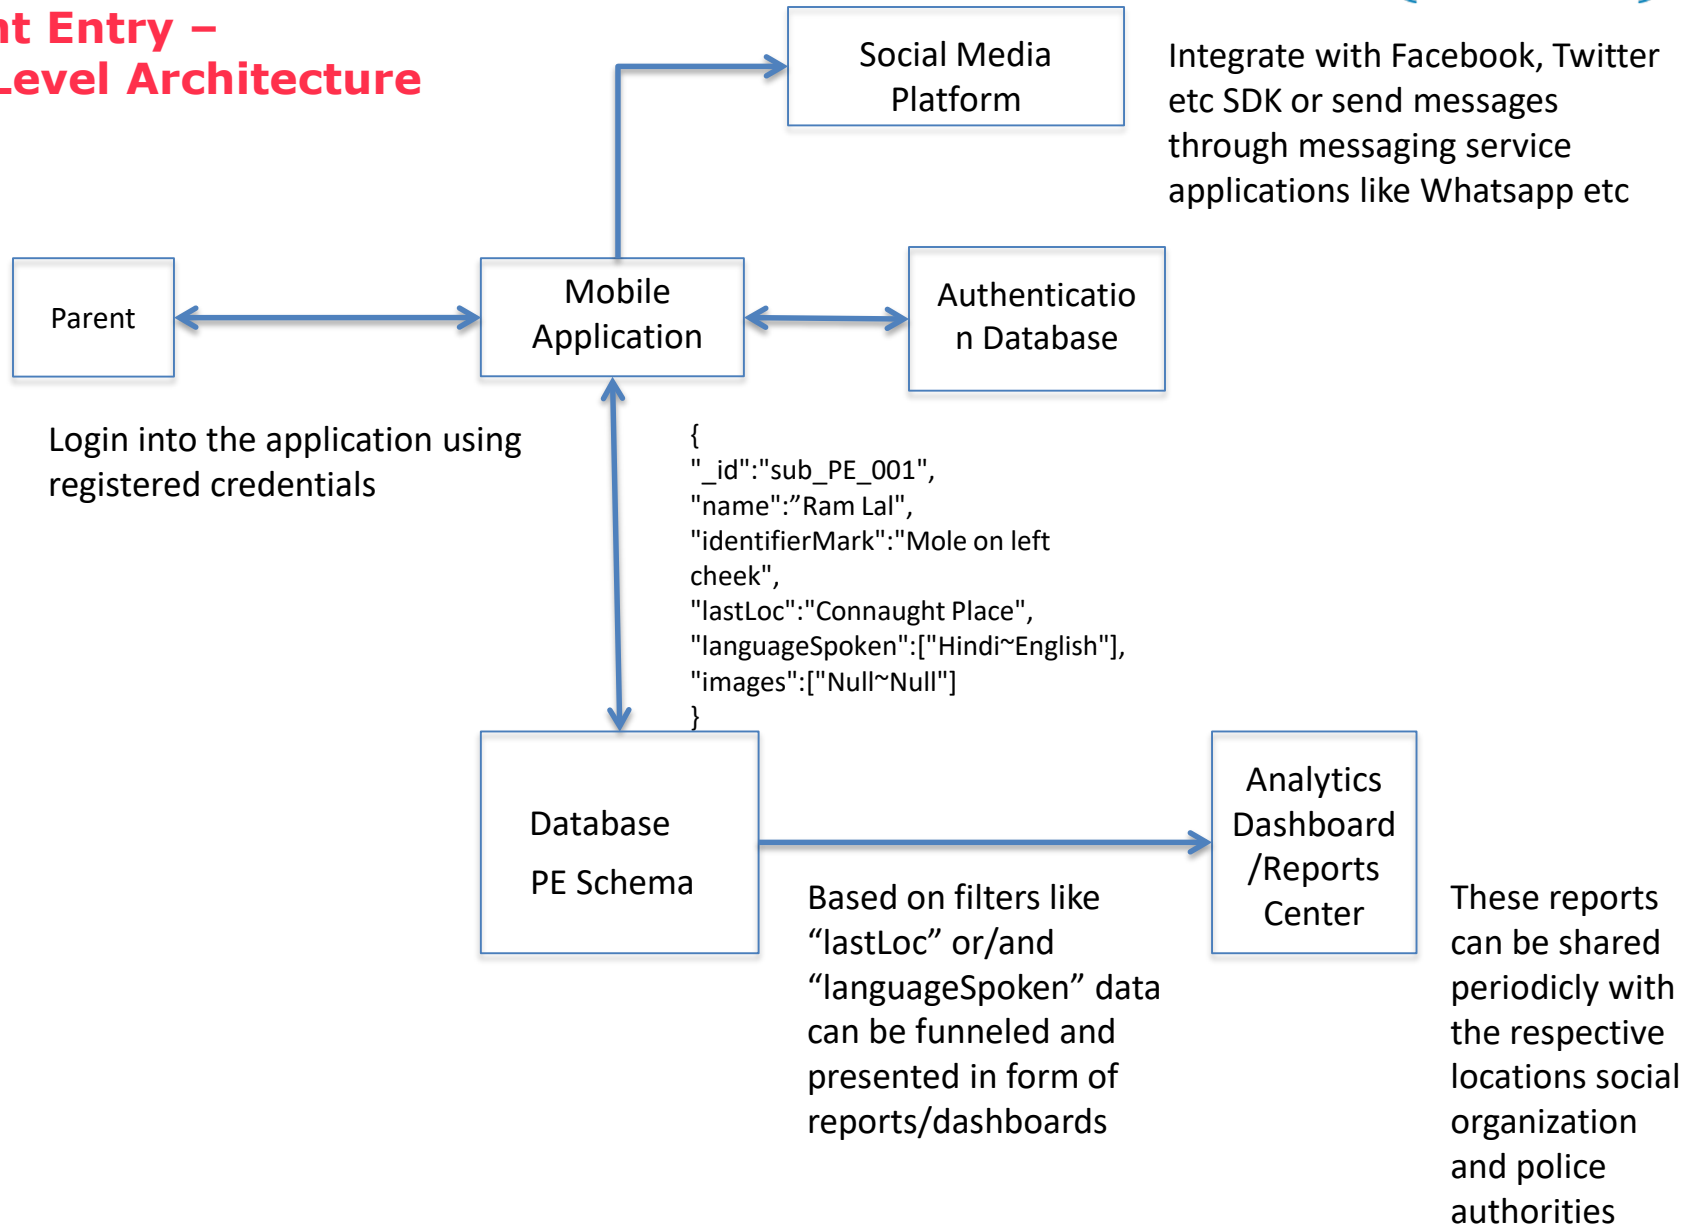 nt Entry –
Level Architecture
Social Media
Platform
Integrate with Facebook, Twitter
etc SDK or send messages
through messaging service
applications like Whatsapp etc
Parent
Mobile
Application
Authenticatio
n Database
Login into the application using
registered credentials
{
"_id":"sub_PE_001",
"name":”Ram Lal",
"identifierMark":"Mole on left
cheek",
"lastLoc":"Connaught Place",
"languageSpoken":["Hindi~English"],
"images":["Null~Null"]
}
Database
PE Schema
Based on filters like
“lastLoc” or/and
“languageSpoken” data
can be funneled and
presented in form of
reports/dashboards
Analytics
Dashboard
/Reports
Center
These reports
can be shared
periodicly with
the respective
locations social
organization
and police
authorities